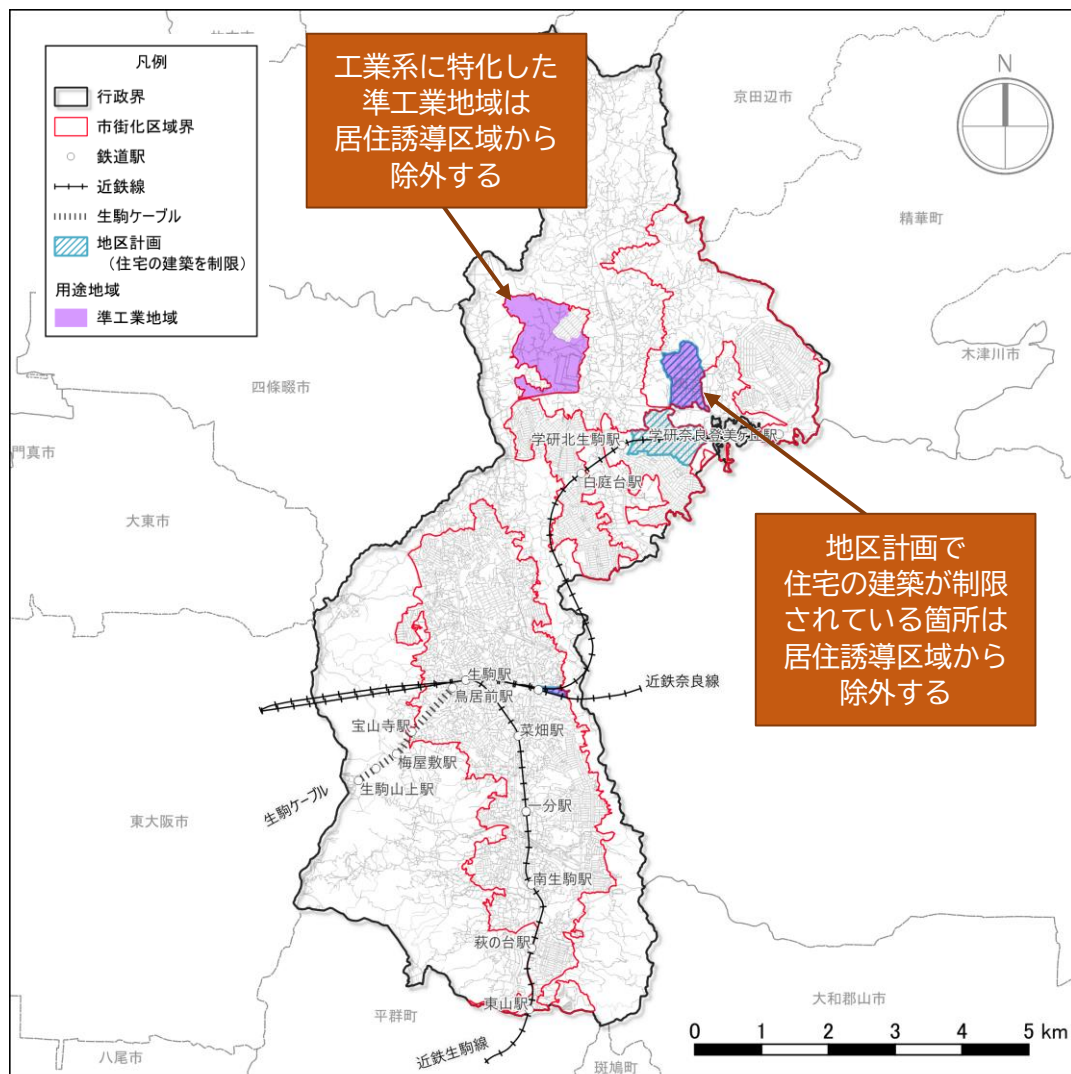 凡例
行政界
市街化区域界
鉄道駅
近鉄線
生駒ケーブル
地区計画
（住宅の建築を制限）
用途地域
準工業地域
工業系に特化した
準工業地域は
居住誘導区域から
除外する
N
京田辺市
精華町
木津川市
四條畷市
門真市
大東市
学研北生駒駅
学研奈良登美ヶ丘駅
白庭台駅
地区計画で
住宅の建築が制限
されている箇所は
居住誘導区域から
除外する
生駒駅
鳥居前駅
近鉄奈良線
宝山寺駅
菜畑駅
梅屋敷駅
生駒山上駅
生駒ケーブル
一分駅
東大阪市
南生駒駅
萩の台駅
東山駅
平群町
大和郡山市
近鉄生駒線
八尾市
斑鳩町
0 1 2 3 4 5 km